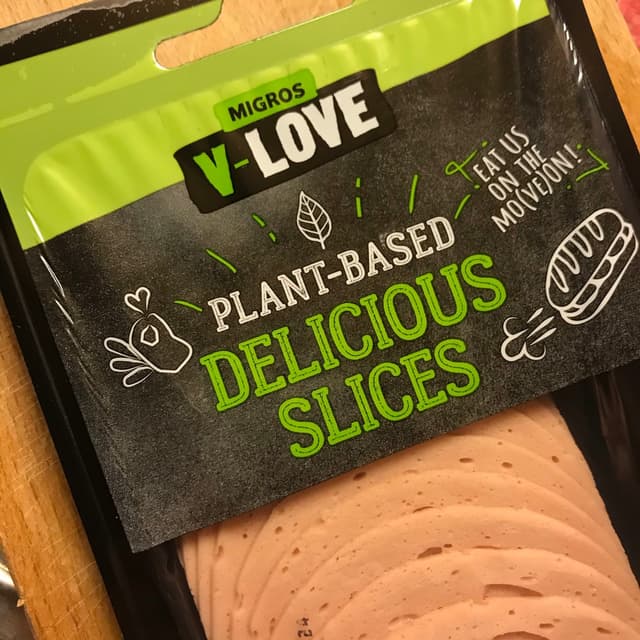 MIGROS
V-LOVE
EAT US
ON THE
MO(VE)ON!
PLANT-BASED
DELICIOUS
SLICES